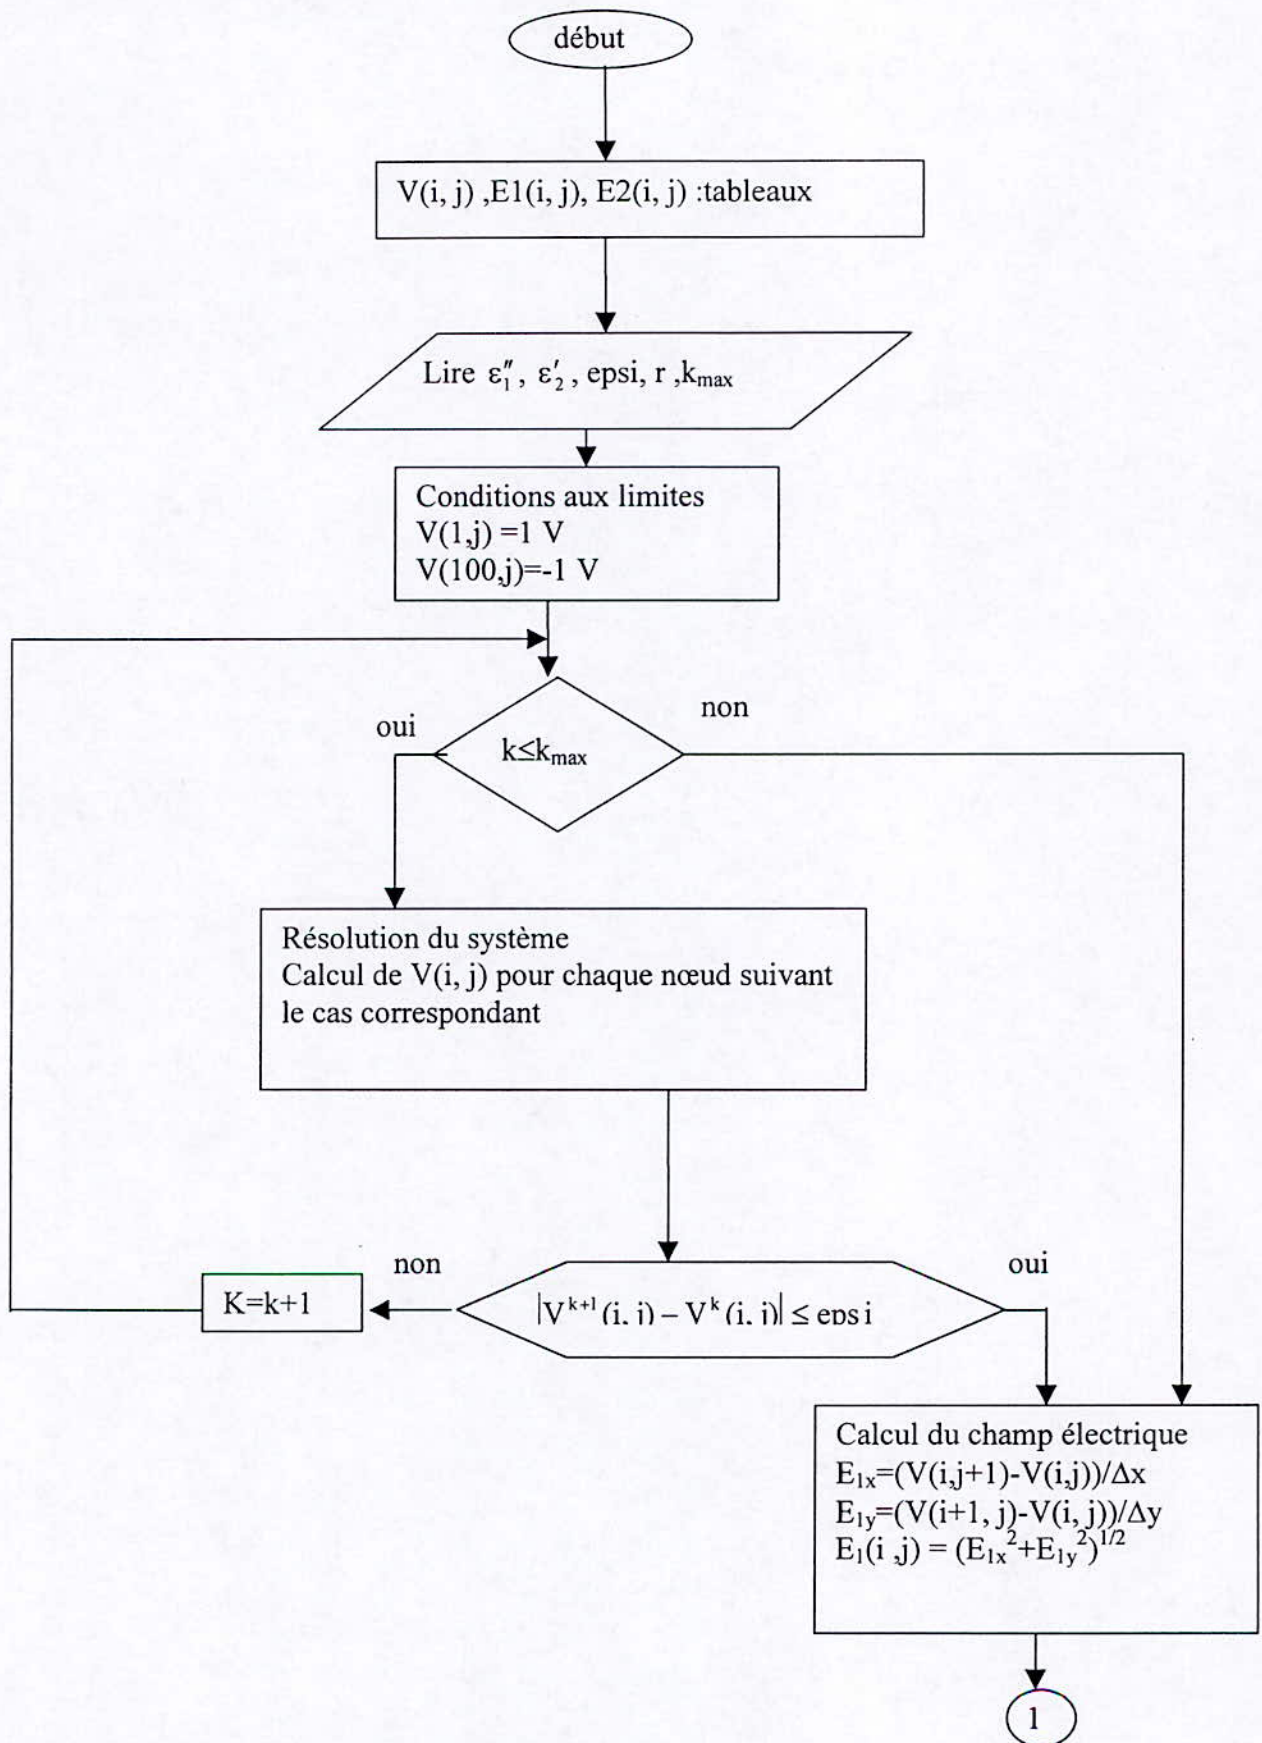 début
V(i, j) ,E1(i, j), E2(i, j) :tableaux
Lire ε₁″, ε₂′, epsi, r ,kmax
Conditions aux limites
V(1,j) =1 V
V(100,j)=-1 V
oui
non
k≤kmax
Résolution du système
Calcul de V(i, j) pour chaque nœud suivant
le cas correspondant
non
oui
K=k+1
|Vᵏ⁺¹(i, j) – Vᵏ(i, j)| ≤ epsi
Calcul du champ électrique
E1x=(V(i,j+1)-V(i,j))/Δx
E1y=(V(i+1, j)-V(i, j))/Δy
E1(i ,j) = (E1x²+E1y²)^1/2
1